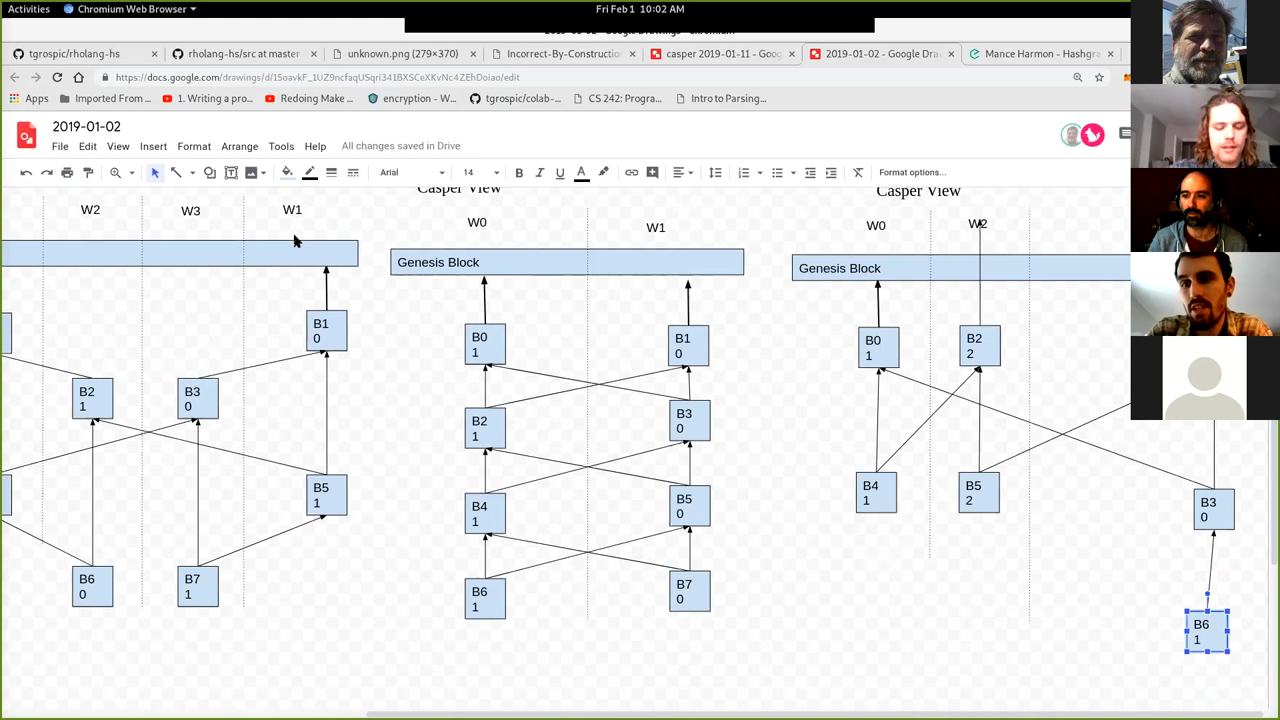 Activities
Chromium Web Browser
Fri Feb 1 10:02 AM
tgrospic/rholang-hs
rholang-hs/src at master
unknown.png (279×370)
Incorrect-By-Constructio
casper 2019-01-11 - Goog
2019-01-02 - Google Dra
Mance Harmon - Hashgra
https://docs.google.com/drawings/d/15oavkF_1UZ9ncfaqUSqri341BXSCeXKvNc4ZEhDoiao/edit
Apps
Imported From ...
1. Writing a pro...
Redoing Make ...
encryption - W...
tgrospic/colab-...
CS 242: Progra...
Intro to Parsing...
2019-01-02
File Edit View Insert Format Arrange Tools Help All changes saved in Drive
Arial 14 B I U A Format options...
W2 W3 W1
B1
0
B2
1
B3
0
B5
1
B6
0
B7
1
Casper View
W0 W1
Genesis Block
B0
1
B1
0
B2
1
B3
0
B4
1
B5
0
B6
1
B7
0
Casper View
W0 W2
Genesis Block
B0
1
B2
2
B4
1
B5
2
B3
0
B6
1